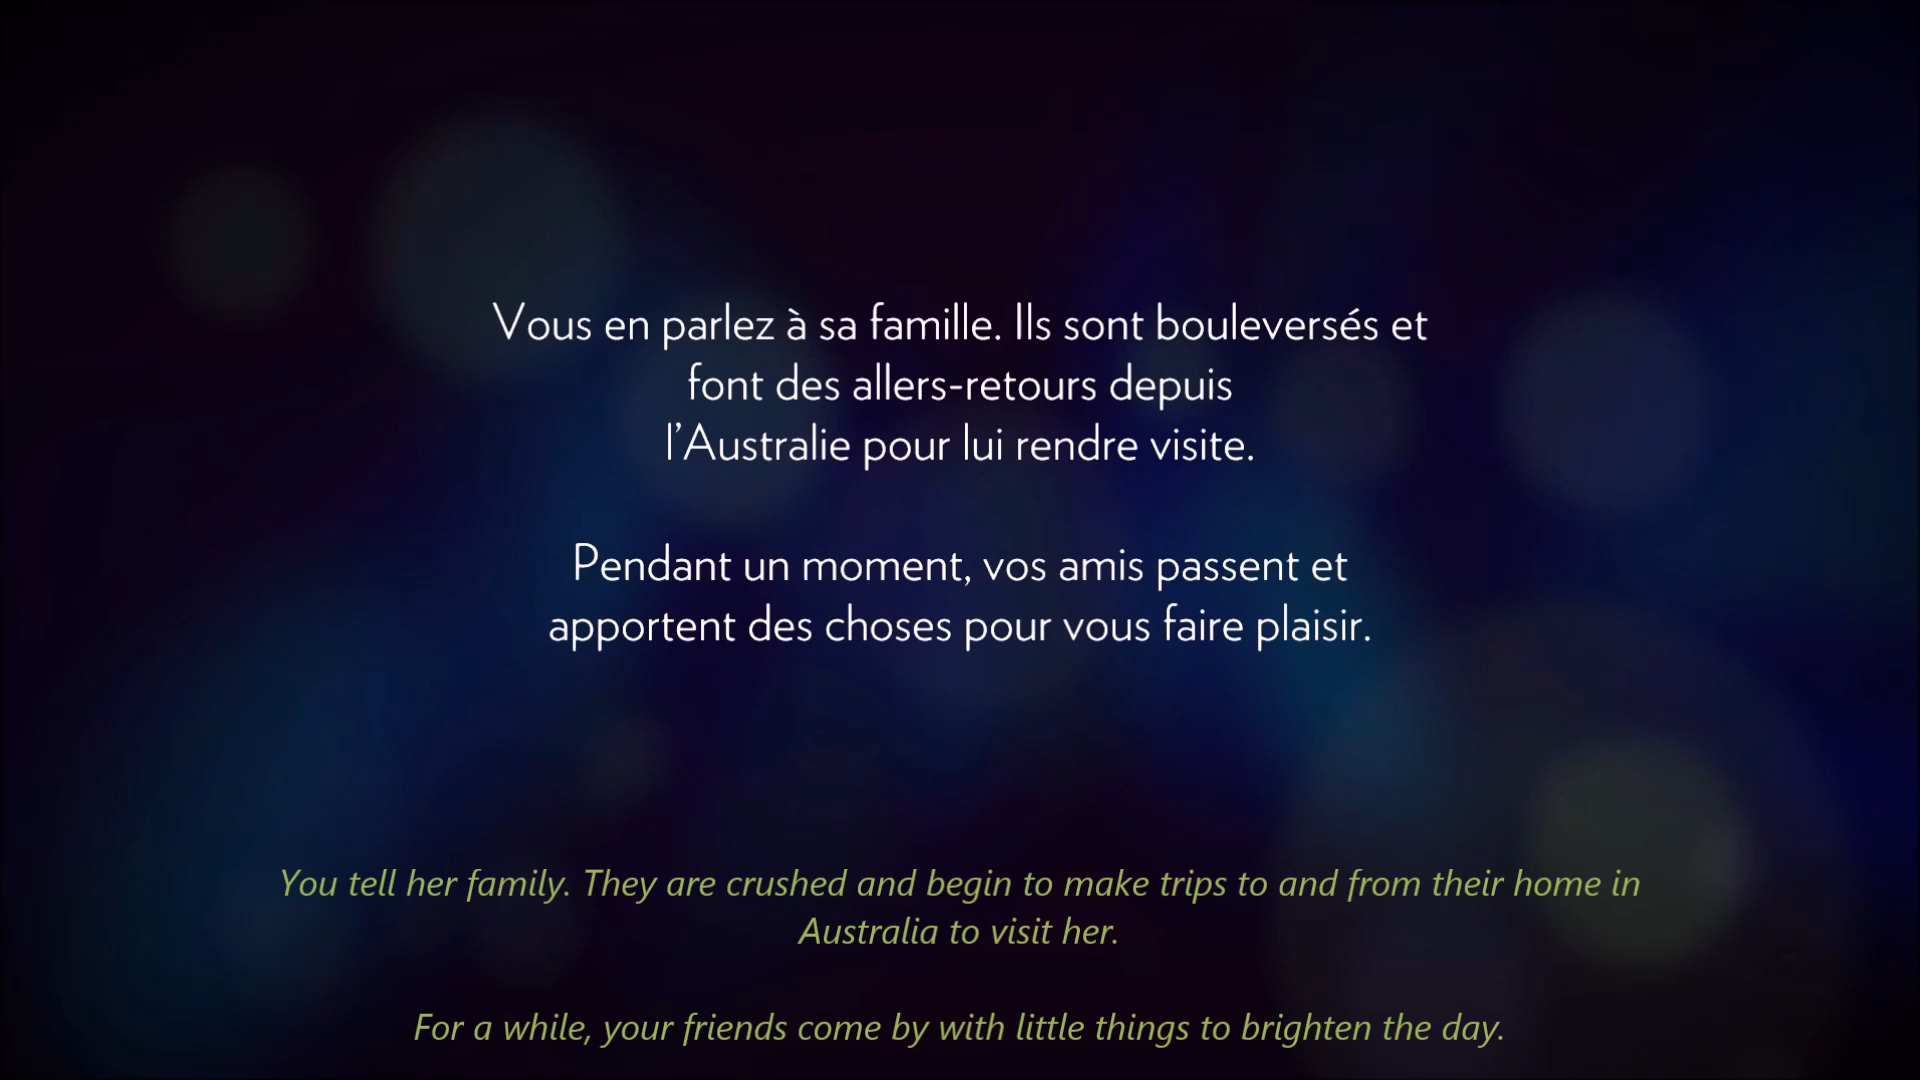 Vous en parlez à sa famille. Ils sont bouleversés et
font des allers-retours depuis
l’Australie pour lui rendre visite.
Pendant un moment, vos amis passent et
apportent des choses pour vous faire plaisir.
You tell her family. They are crushed and begin to make trips to and from their home in
Australia to visit her.
For a while, your friends come by with little things to brighten the day.